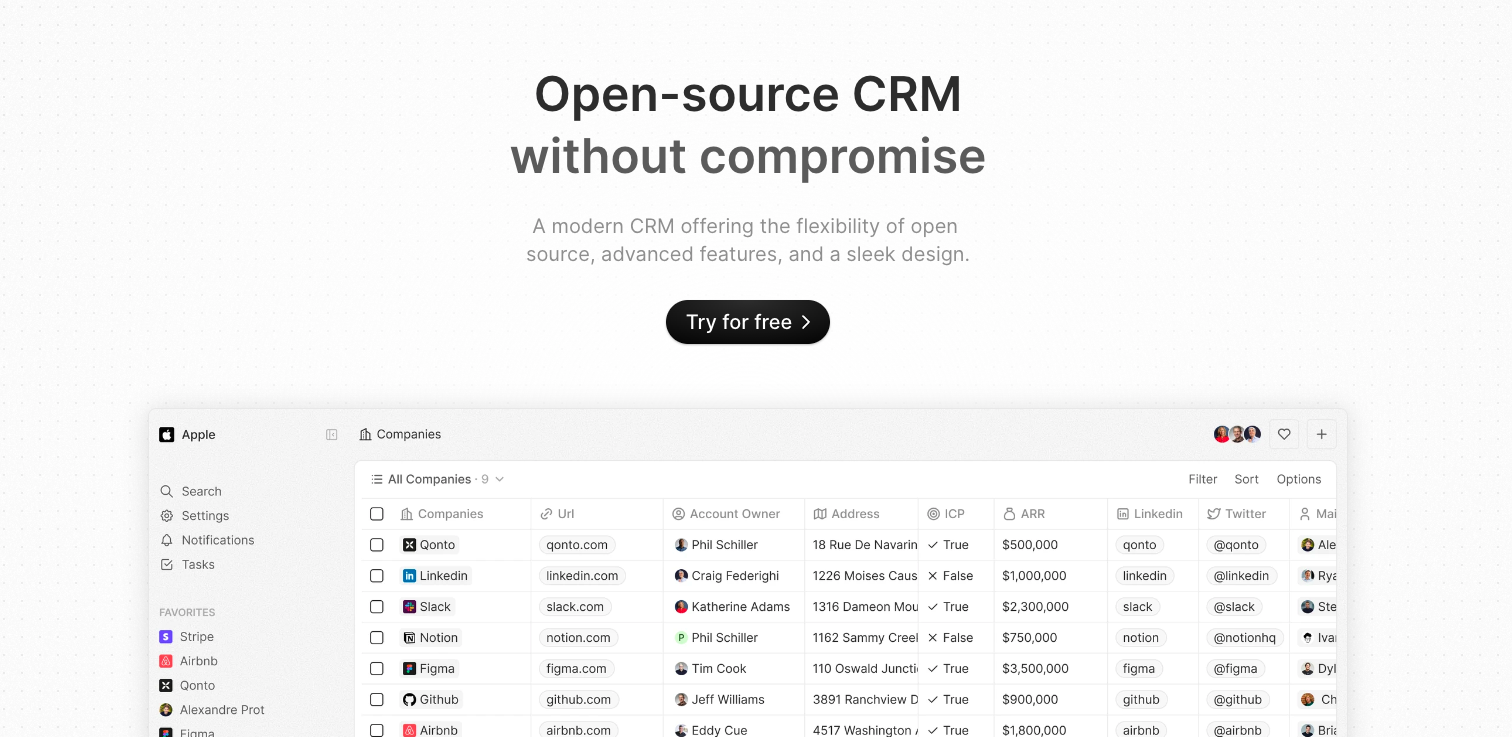 Open-source CRM
without compromise
A modern CRM offering the flexibility of open
source, advanced features, and a sleek design.
Try for free
Apple
Companies
Search
Settings
Notifications
Tasks
FAVORITES
Stripe
Airbnb
Qonto
Alexandre Prot
Figma
All Companies · 9
Filter Sort Options
Companies Url Account Owner Address ICP ARR Linkedin Twitter Mai
Qonto qonto.com Phil Schiller 18 Rue De Navarin True $500,000 qonto @qonto Ale
Linkedin linkedin.com Craig Federighi 1226 Moises Caus False $1,000,000 linkedin @linkedin Rya
Slack slack.com Katherine Adams 1316 Dameon Mou True $2,300,000 slack @slack Ste
Notion notion.com P Phil Schiller 1162 Sammy Creel False $750,000 notion @notionhq Ivan
Figma figma.com Tim Cook 110 Oswald Juncti True $3,500,000 figma @figma Dyl
Github github.com Jeff Williams 3891 Ranchview D True $900,000 github @github Ch
Airbnb airbnb.com Eddy Cue 4517 Washington A True $1,800,000 airbnb @airbnb Bria